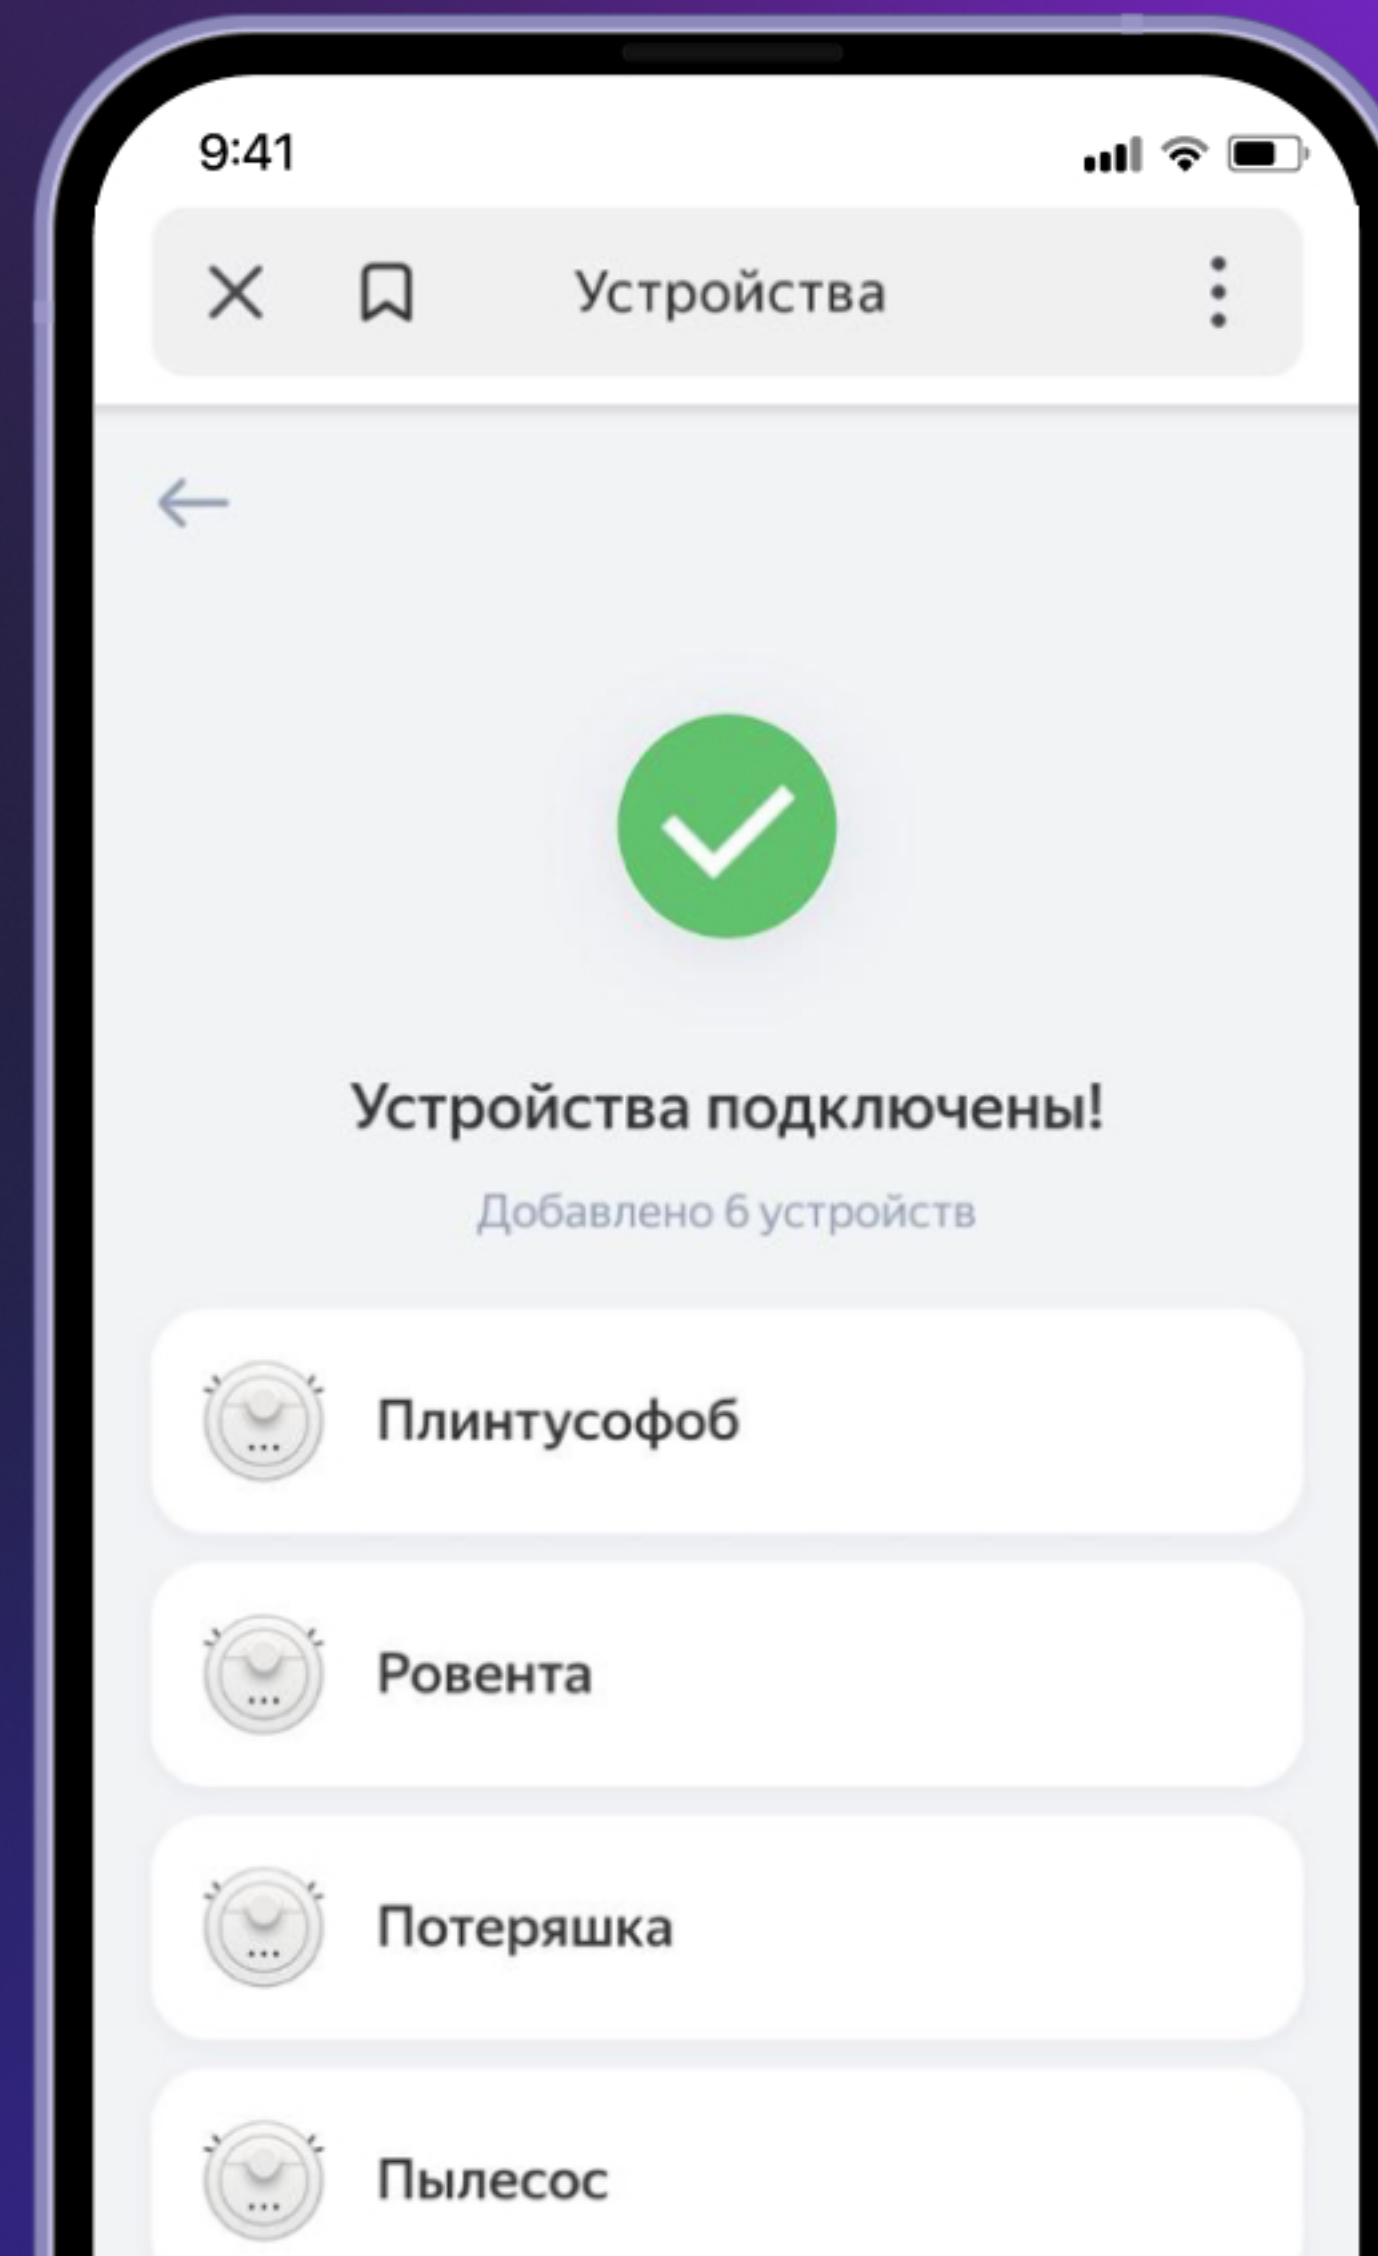 9:41
Устройства
Устройства подключены!
Добавлено 6 устройств
Плинтусофоб
Ровента
Потеряшка
Пылесос